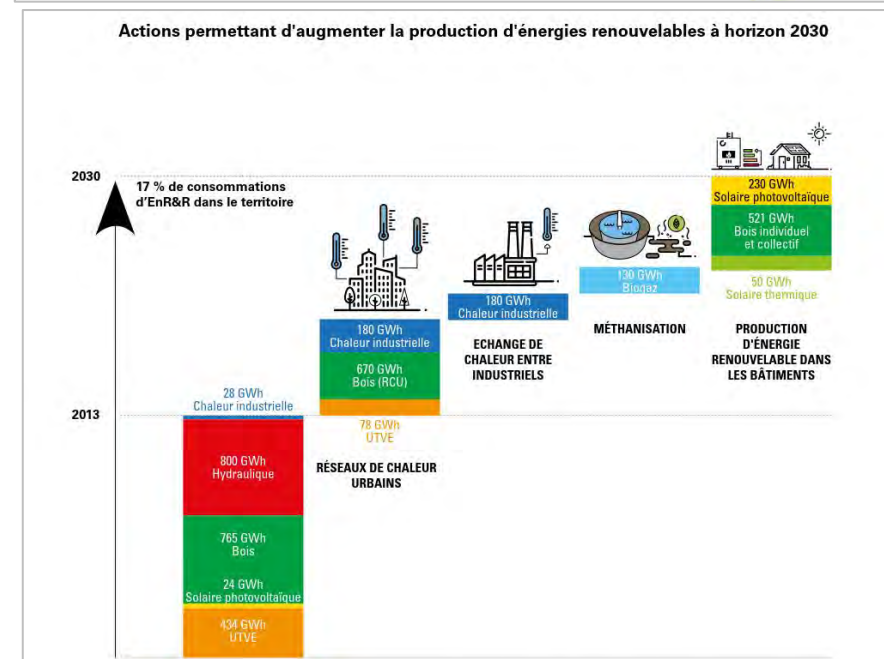 Actions permettant d'augmenter la production d'énergies renouvelables à horizon 2030
2030
17 % de consommations
d'EnR&R dans le territoire
2013
28 GWh
Chaleur industrielle
800 GWh
Hydraulique
765 GWh
Bois
24 GWh
Solaire photovoltaïque
434 GWh
UTVE
180 GWh
Chaleur industrielle
670 GWh
Bois (RCU)
78 GWh
UTVE
RÉSEAUX DE CHALEUR
URBAINS
180 GWh
Chaleur industrielle
ECHANGE DE
CHALEUR ENTRE
INDUSTRIELS
130 GWh
Biogaz
MÉTHANISATION
230 GWh
Solaire photovoltaïque
521 GWh
Bois individuel
et collectif
50 GWh
Solaire thermique
PRODUCTION
D'ÉNERGIE
RENOUVELABLE DANS
LES BÂTIMENTS